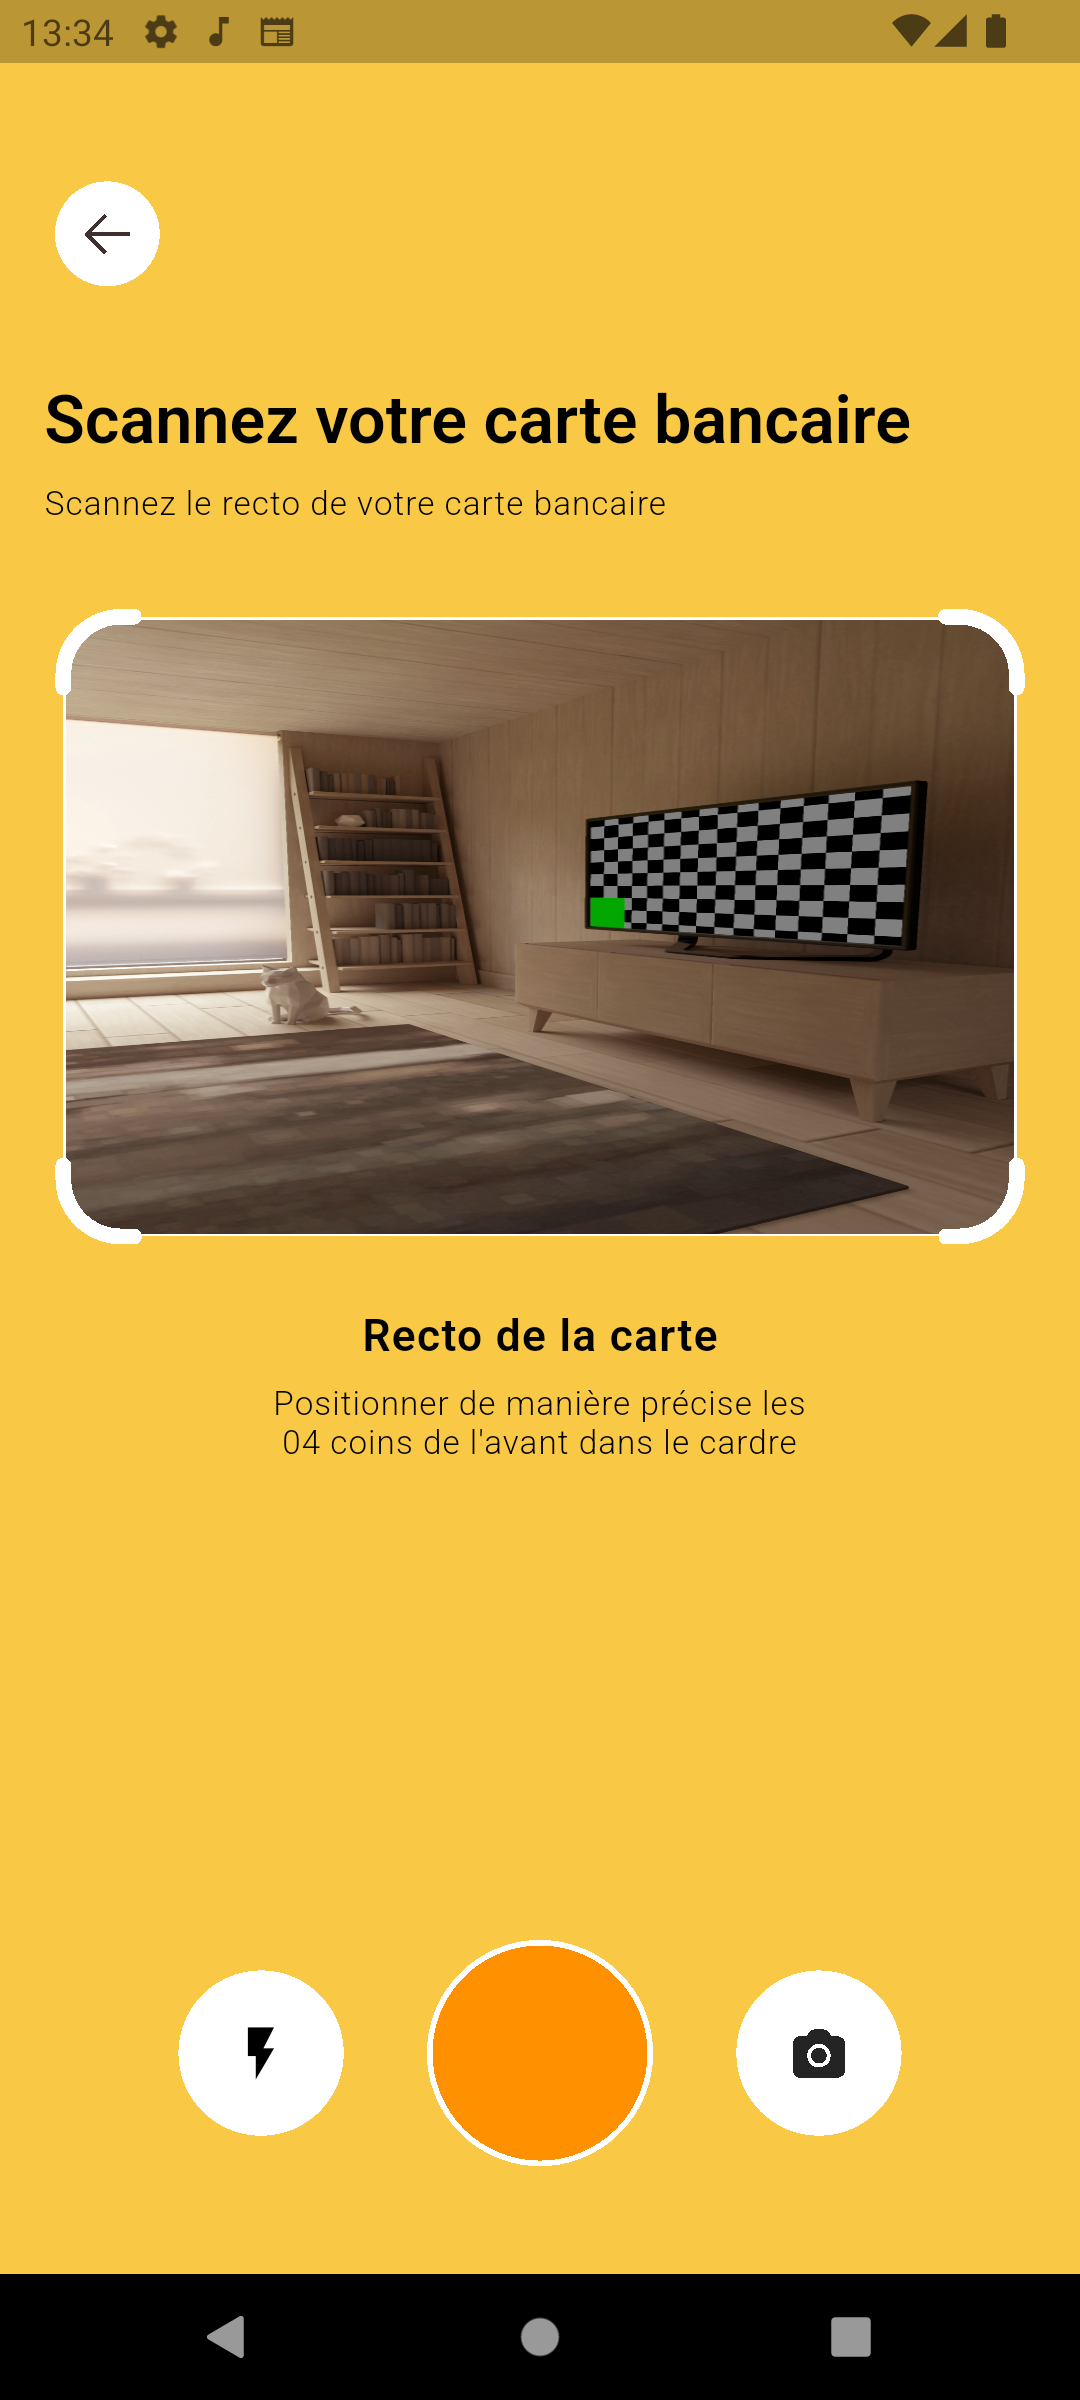 13:34
Scannez votre carte bancaire
Scannez le recto de votre carte bancaire
Recto de la carte
Positionner de manière précise les
04 coins de l'avant dans le cardre